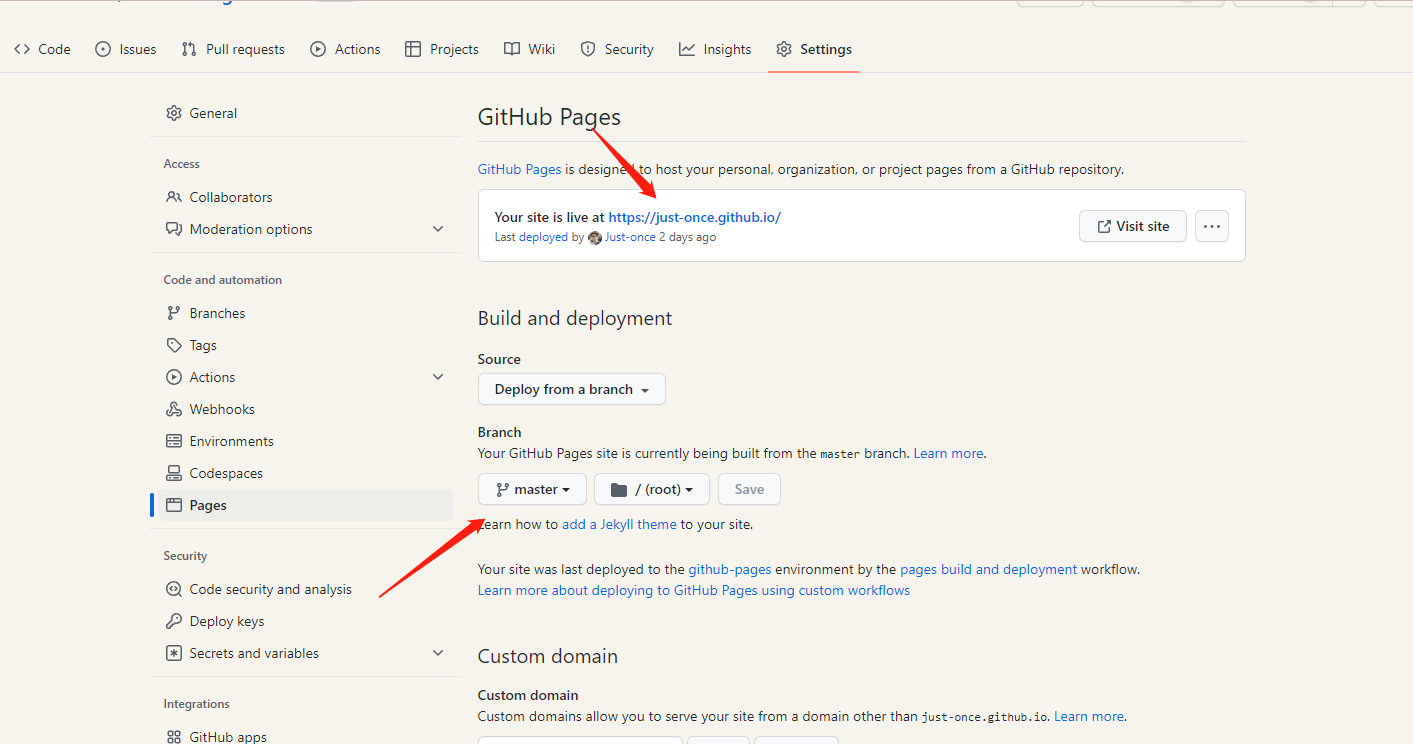 Code Issues Pull requests Actions Projects Wiki Security Insights Settings
General
Access
Collaborators
Moderation options
Code and automation
Branches
Tags
Actions
Webhooks
Environments
Codespaces
Pages
Security
Code security and analysis
Deploy keys
Secrets and variables
Integrations
GitHub apps
GitHub Pages
GitHub Pages is designed to host your personal, organization, or project pages from a GitHub repository.
Your site is live at https://just-once.github.io/
Last deployed by Just-once 2 days ago
Visit site
Build and deployment
Source
Deploy from a branch
Branch
Your GitHub Pages site is currently being built from the master branch. Learn more.
master / (root) Save
Learn how to add a Jekyll theme to your site.
Your site was last deployed to the github-pages environment by the pages build and deployment workflow.
Learn more about deploying to GitHub Pages using custom workflows
Custom domain
Custom domain
Custom domains allow you to serve your site from a domain other than just-once.github.io. Learn more.